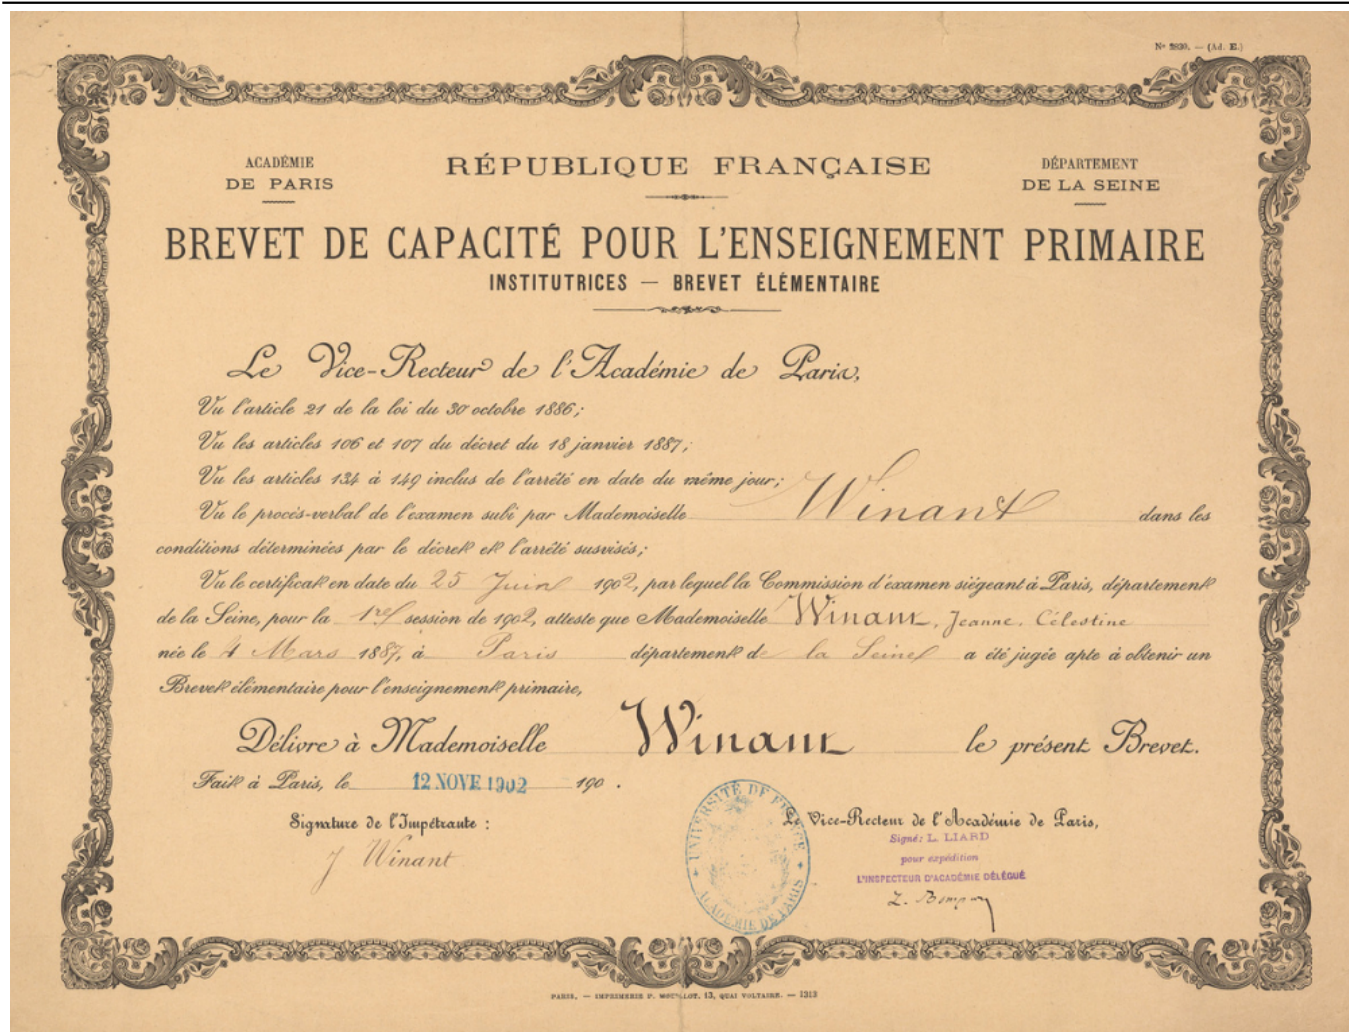 Nº 2830. — (Ad. E.)
ACADÉMIE
DE PARIS
RÉPUBLIQUE FRANÇAISE
DÉPARTEMENT
DE LA SEINE
BREVET DE CAPACITÉ POUR L'ENSEIGNEMENT PRIMAIRE
INSTITUTRICES — BREVET ÉLÉMENTAIRE
Le Vice-Recteur de l'Académie de Paris,
Vu l'article 21 de la loi du 30 octobre 1886;
Vu les articles 106 et 107 du décret du 18 janvier 1887;
Vu les articles 134 à 149 inclus de l'arrêté en date du même jour;
Vu le procès-verbal de l'examen subi par Mademoiselle Winant dans les
conditions déterminées par le décret et l'arrêté susvisés;
Vu le certificat en date du 25 Juin 1902, par lequel la Commission d'examen siégeant à Paris, département
de la Seine, pour la 1re session de 1902, atteste que Mademoiselle Winant, Jeanne, Célestine
née le 4 Mars 1887, à Paris département de la Seine a été jugée apte à obtenir un
Brevet élémentaire pour l'enseignement primaire,
Délivre à Mademoiselle Winant le présent Brevet.
Fait à Paris, le 12 NOVE 1902 190 .
Signature de l'Impétrante :
J Winant
UNIVERSITÉ DE FRANCE
ACADÉMIE DE PARIS
Le Vice-Recteur de l'Académie de Paris,
Signé: L. LIARD
pour expédition
L'INSPECTEUR D'ACADÉMIE DÉLÉGUÉ
PARIS. — IMPRIMERIE P. MOUILLOT, 13, QUAI VOLTAIRE. — 1313